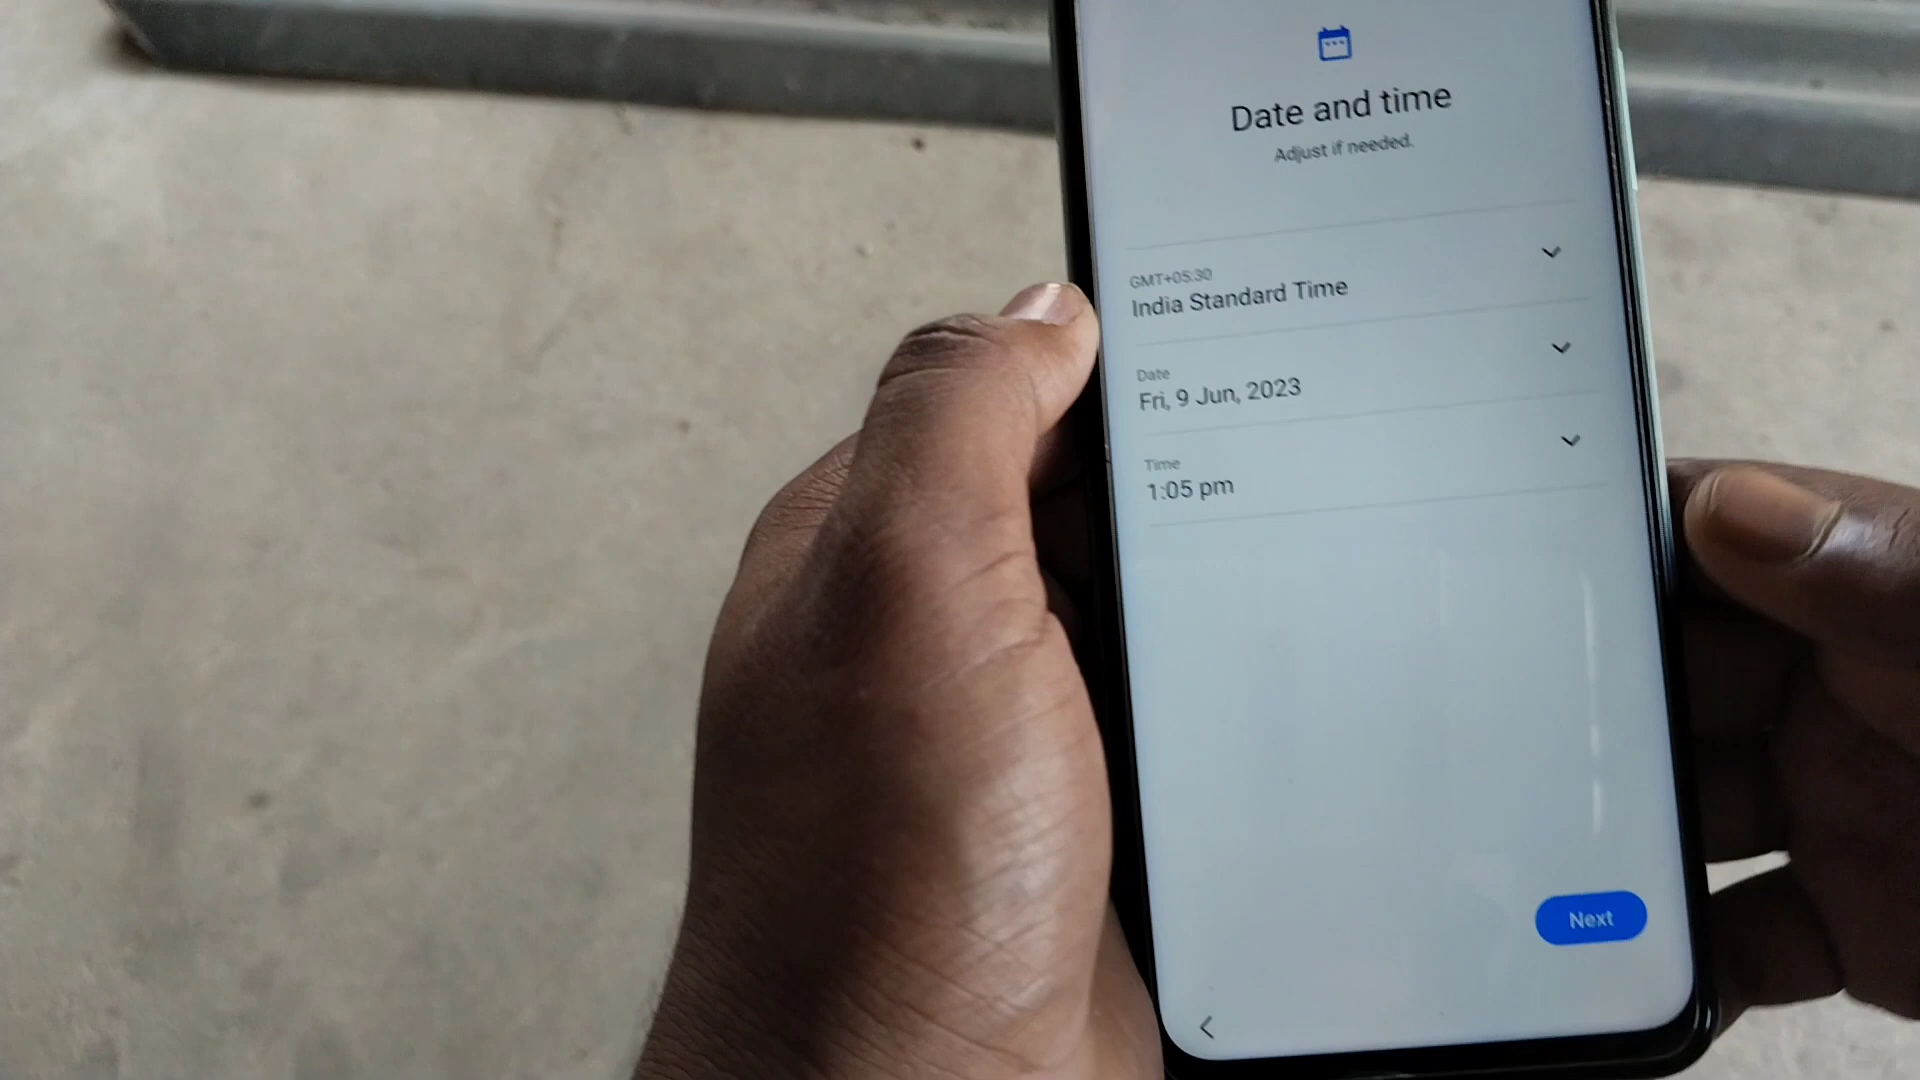 Date and time
Adjust if needed.
GMT+05:30
India Standard Time
Date
Fri, 9 Jun, 2023
Time
1:05 pm
Next